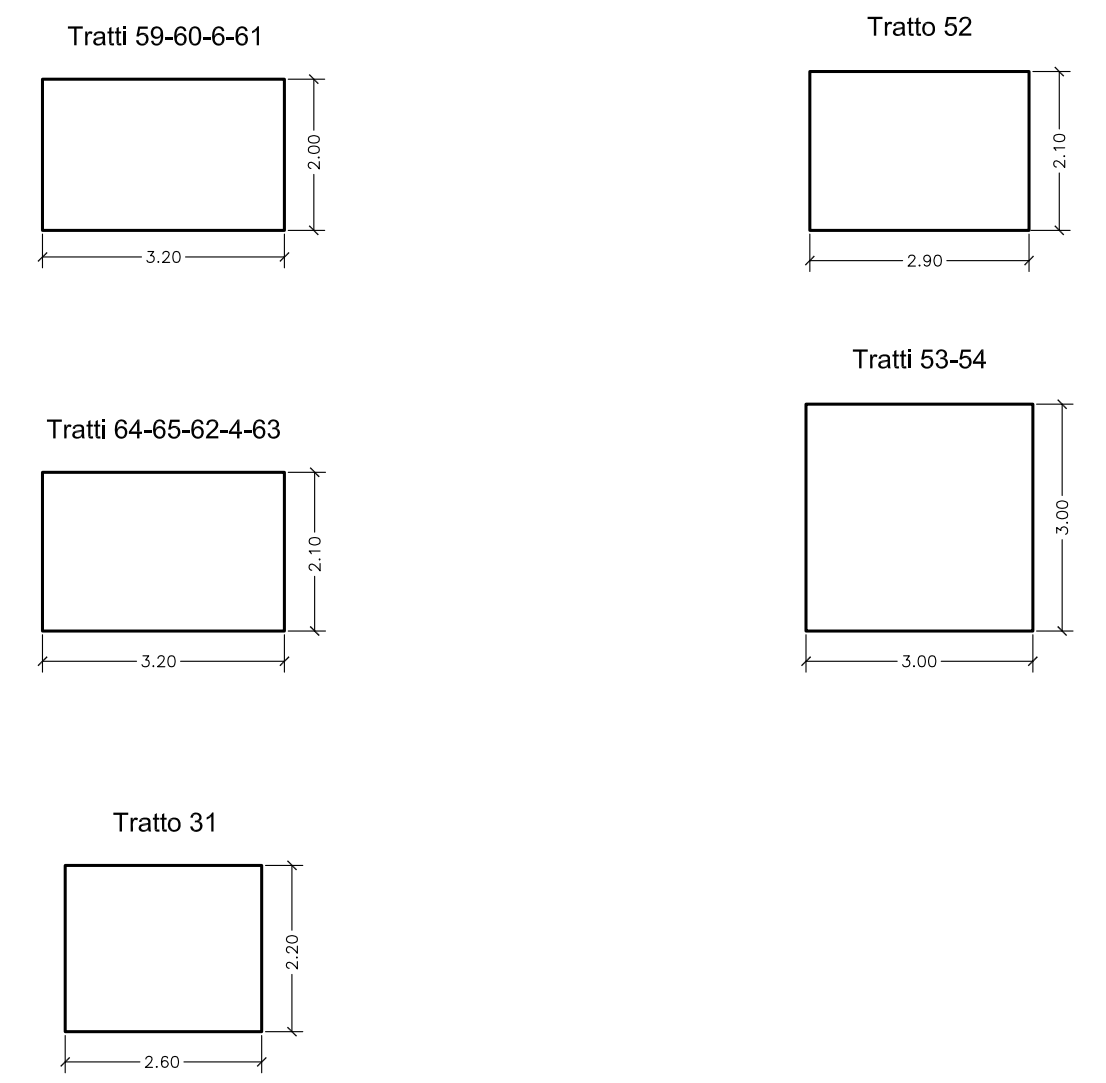 Tratti 59-60-6-61
2.00
3.20
Tratto 52
2.10
2.90
Tratti 64-65-62-4-63
2.10
3.20
Tratti 53-54
3.00
3.00
Tratto 31
2.20
2.60